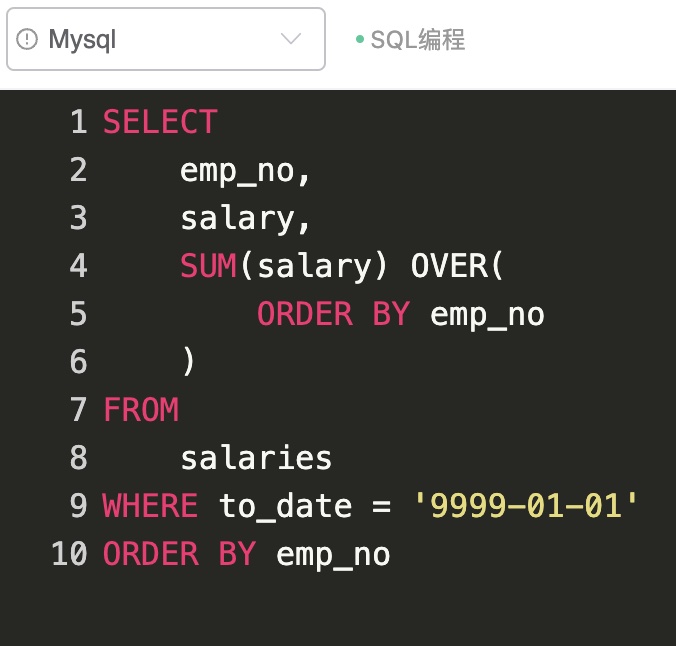 Mysql
SQL编程
1 SELECT
2     emp_no,
3     salary,
4     SUM(salary) OVER(
5         ORDER BY emp_no
6     )
7 FROM
8     salaries
9 WHERE to_date = '9999-01-01'
10 ORDER BY emp_no